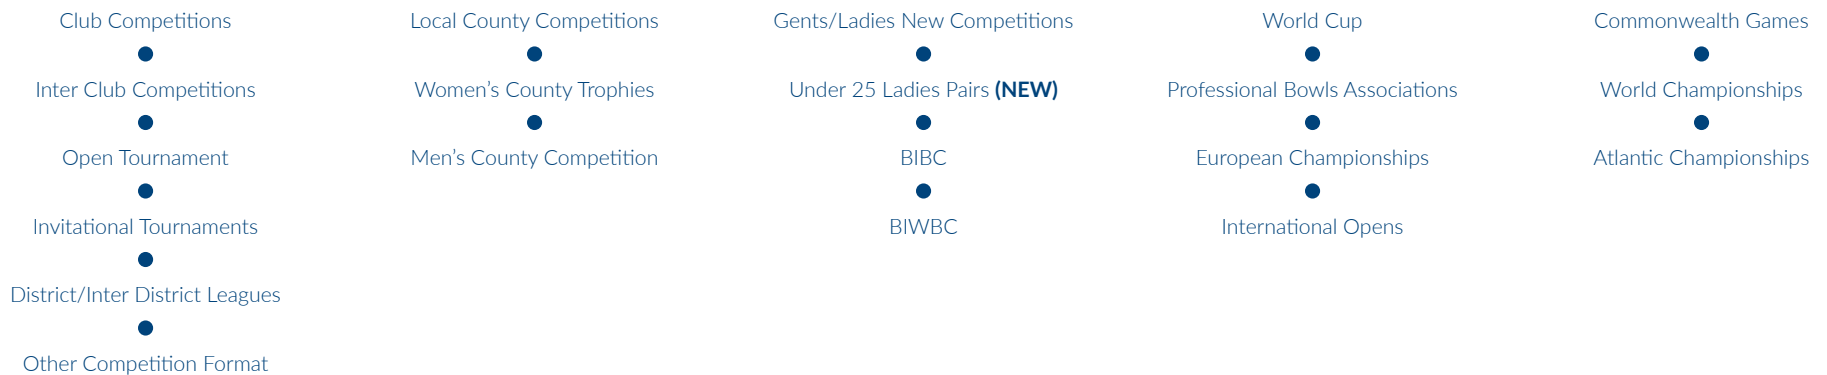 Club Competitions
Inter Club Competitions
Open Tournament
Invitational Tournaments
District/Inter District Leagues
Other Competition Format
Local County Competitions
Women’s County Trophies
Men’s County Competition
Gents/Ladies New Competitions
Under 25 Ladies Pairs (NEW)
BIBC
BIWBC
World Cup
Professional Bowls Associations
European Championships
International Opens
Commonwealth Games
World Championships
Atlantic Championships